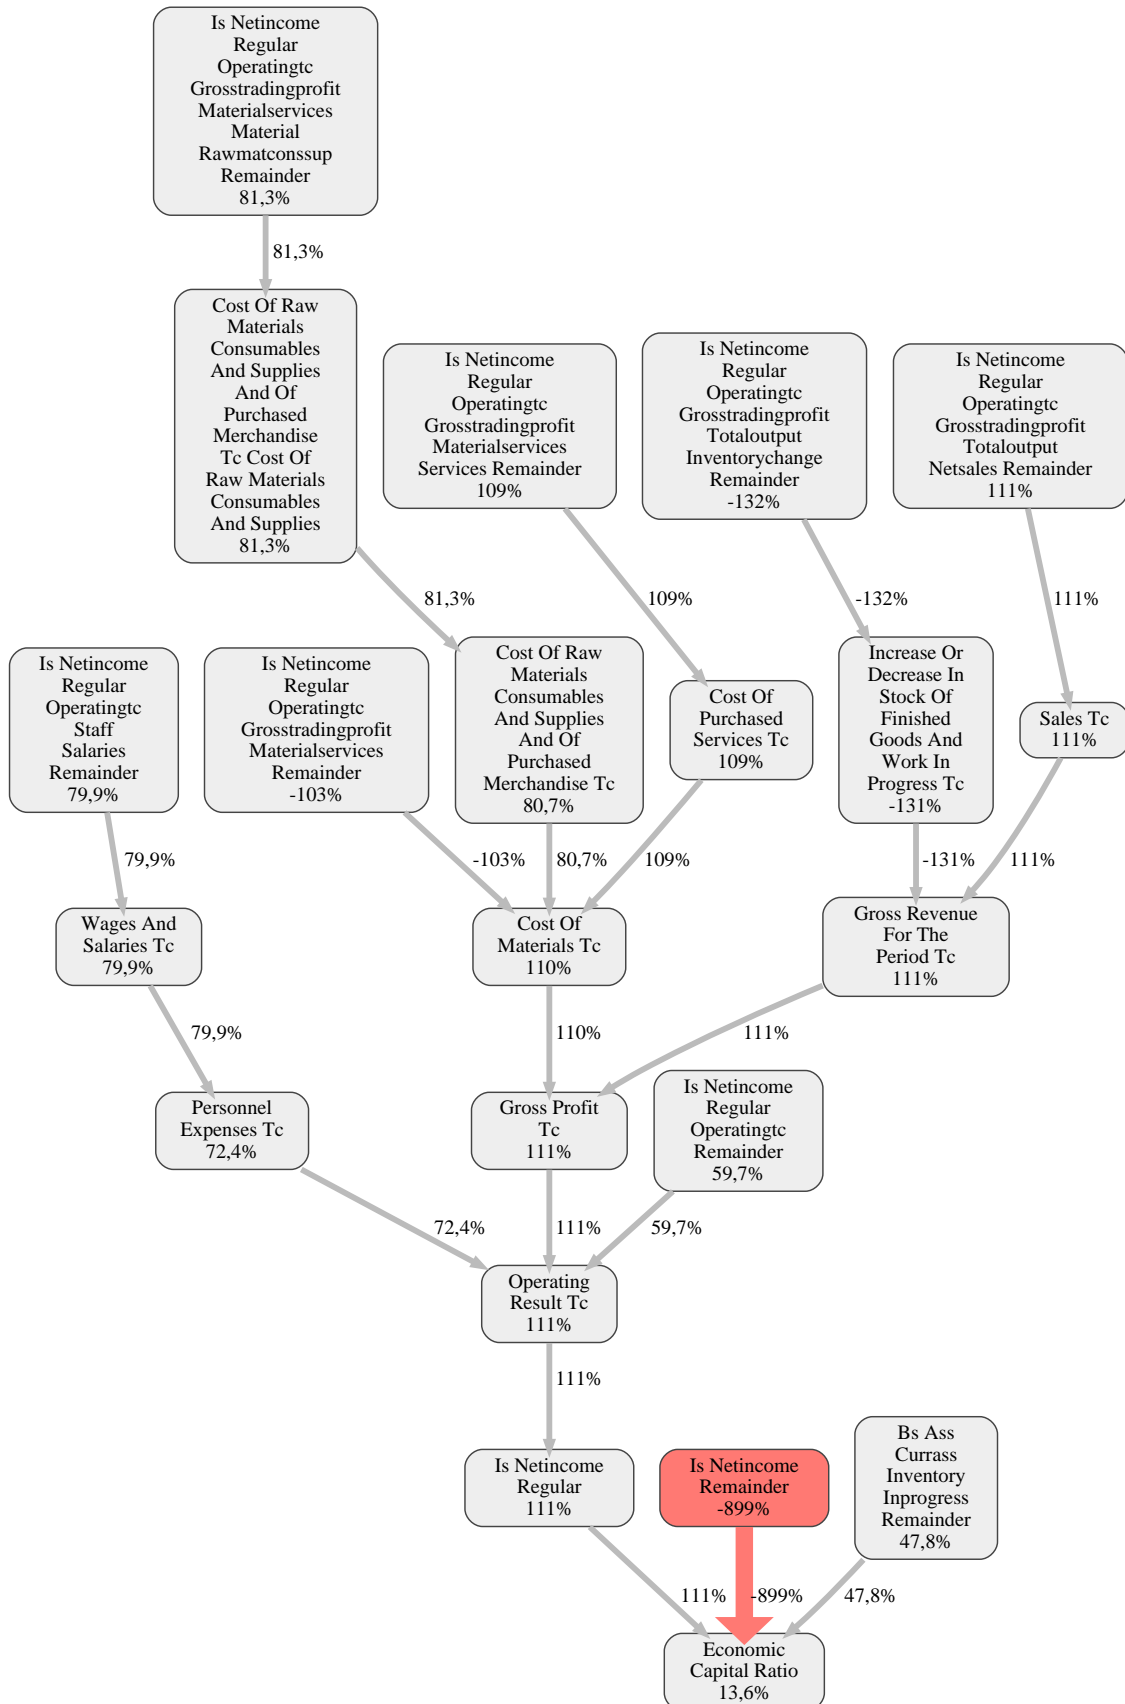 Is Netincome
Regular
Operatingtc
Grosstradingprofit
Materialservices
Material
Rawmatconssup
Remainder
81,3%
81,3%
Cost Of Raw
Materials
Consumables
And Supplies
And Of
Purchased
Merchandise
Tc Cost Of
Raw Materials
Consumables
And Supplies
81,3%
Is Netincome
Regular
Operatingtc
Grosstradingprofit
Materialservices
Services Remainder
109%
Is Netincome
Regular
Operatingtc
Grosstradingprofit
Totaloutput
Inventorychange
Remainder
-132%
Is Netincome
Regular
Operatingtc
Grosstradingprofit
Totaloutput
Netsales Remainder
111%
81,3%
109%
-132%
111%
Is Netincome
Regular
Operatingtc
Staff
Salaries
Remainder
79,9%
Is Netincome
Regular
Operatingtc
Grosstradingprofit
Materialservices
Remainder
-103%
Cost Of Raw
Materials
Consumables
And Supplies
And Of
Purchased
Merchandise Tc
80,7%
Cost Of
Purchased
Services Tc
109%
Increase Or
Decrease In
Stock Of
Finished
Goods And
Work In
Progress Tc
-131%
Sales Tc
111%
79,9%
-103%
80,7%
109%
-131%
111%
Wages And
Salaries Tc
79,9%
Cost Of
Materials Tc
110%
Gross Revenue
For The
Period Tc
111%
79,9%
110%
111%
Personnel
Expenses Tc
72,4%
Gross Profit
Tc
111%
Is Netincome
Regular
Operatingtc
Remainder
59,7%
72,4%
111%
59,7%
Operating
Result Tc
111%
111%
Is Netincome
Regular
111%
Is Netincome
Remainder
-899%
Bs Ass
Currass
Inventory
Inprogress
Remainder
47,8%
111%
-899%
47,8%
Economic
Capital Ratio
13,6%